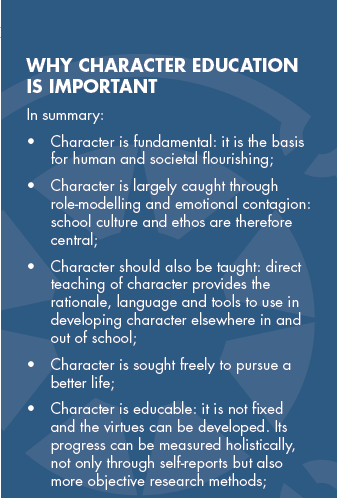 WHY CHARACTER EDUCATION
IS IMPORTANT
In summary:
• Character is fundamental: it is the basis
for human and societal flourishing;
• Character is largely caught through
role-modelling and emotional contagion:
school culture and ethos are therefore
central;
• Character should also be taught: direct
teaching of character provides the
rationale, language and tools to use in
developing character elsewhere in and
out of school;
• Character is sought freely to pursue a
better life;
• Character is educable: it is not fixed
and the virtues can be developed. Its
progress can be measured holistically,
not only through self-reports but also
more objective research methods;